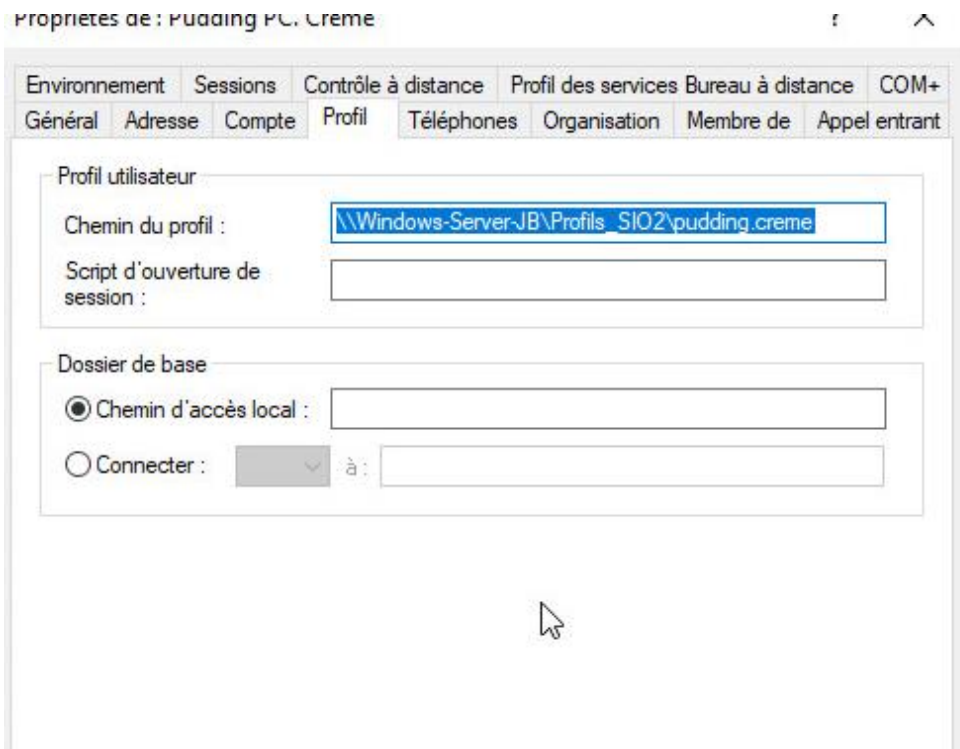 Propriétés de : Pudding PC. Creme ? X
Environnement Sessions Contrôle à distance Profil des services Bureau à distance COM+
Général Adresse Compte Profil Téléphones Organisation Membre de Appel entrant
Profil utilisateur
Chemin du profil : \\Windows-Server-JB\Profils_SIO2\pudding.creme
Script d'ouverture de
session :
Dossier de base
Chemin d'accès local :
Connecter : à :